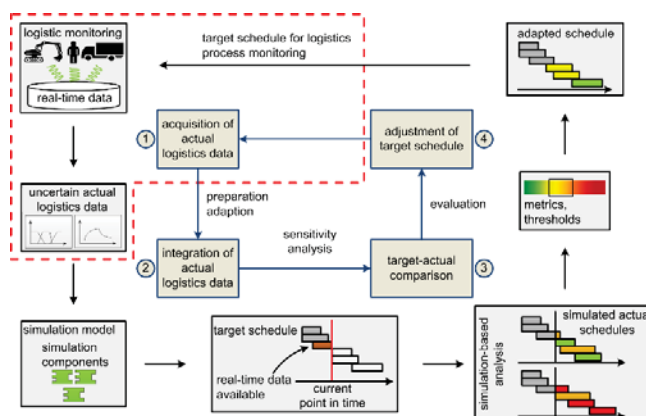 logistic monitoring
real-time data
target schedule for logistics
process monitoring
adapted schedule
1
acquisition of
actual
logistics data
adjustment of
target schedule
4
uncertain actual
logistics data
preparation
adaption
evaluation
metrics,
thresholds
2
integration of
actual
logistics data
sensitivity
analysis
target-actual
comparison
3
simulation model
simulation
components
target schedule
real-time data
available
current
point in time
simulation-based
analysis
simulated actual
schedules